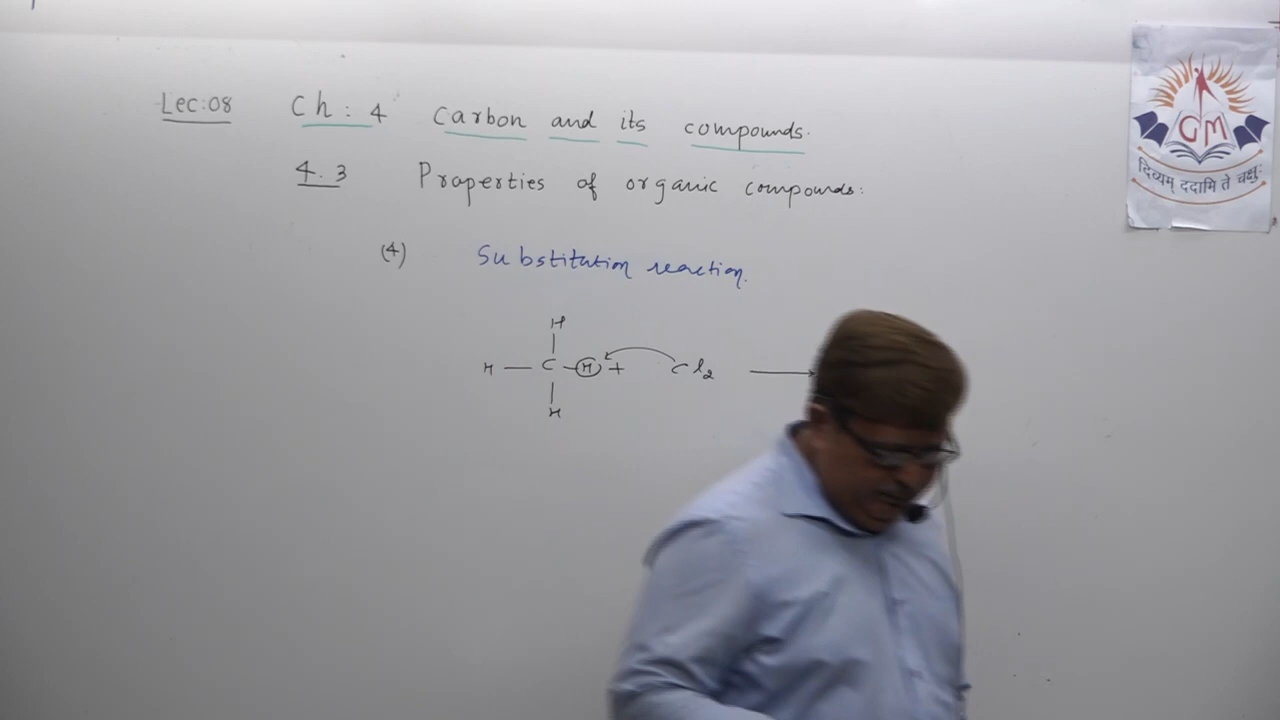 Lec:08 Ch: 4 Carbon and its compounds.
4.3 Properties of organic compounds:
(4) Substitution reaction.
H
H — C — H + Cl2 →
H
GM
दिव्यम् ददामि ते चक्षुः